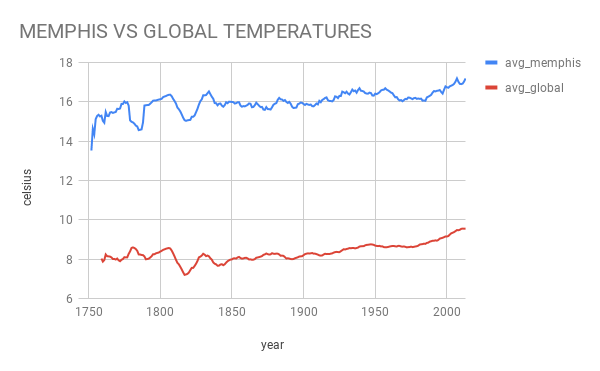 MEMPHIS VS GLOBAL TEMPERATURES
avg_memphis
avg_global
18
16
14
12
10
8
6
celsius
1750 1800 1850 1900 1950 2000
year